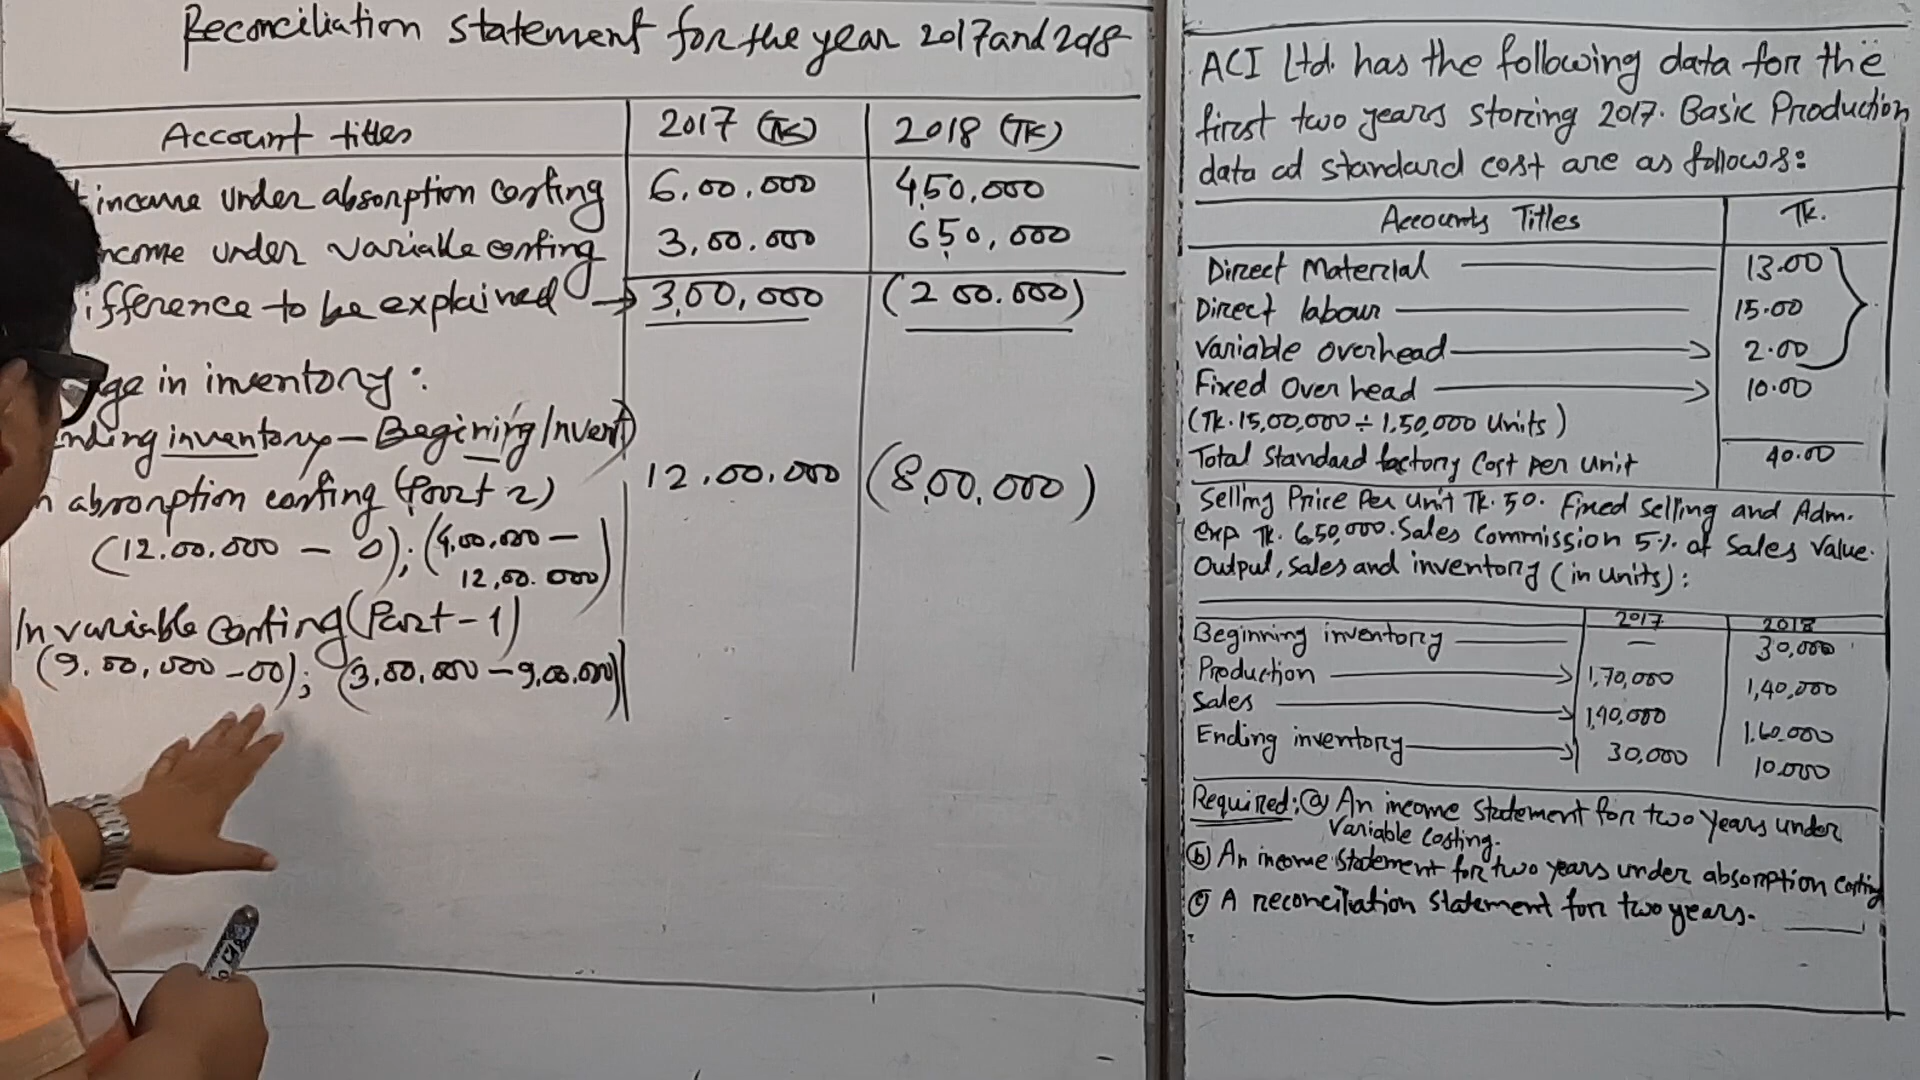 Reconciliation statement for the year 2017 and 2018
Account titles 2017 (TK) 2018 (TK)
income under absorption costing 6,00,000 4,50,000
ncome under variable costing 3,00,000 650,000
ifference to be explained → 3,00,000 (200.000)
ge in inventory:
Ending inventory - Begining Invent)
n absorption costing (Part 2) 12,00,000 (8,00,000)
(12.00.000 - 0); (4,00,000 -
12,00.000)
In variable costing (Part-1)
(9.00,000 - 00); (3,00,000 - 9,00,000)
ACI Ltd. has the following data for the
first two years storing 2017. Basic Production
data ad standard cost are as follows:
Accounts Titles TK.
Direct Material 13.00
Direct labour 15.00
Variable overhead → 2.00
Fixed Over head → 10.00
(TK. 15,00,000 ÷ 1,50,000 Units)
Total Standard factory Cost per unit 40.00
Selling Price Per unit TK. 50. Fixed selling and Adm.
exp TK. 6,50,000. Sales Commission 5% of Sales Value.
Output, Sales and inventory (in units):
2017 2018
Beginning inventory — 30,000
Production → 1,70,000 1,40,000
Sales → 1,40,000 1.60.000
Ending inventory → 30,000 10.000
Required: (a) An income statement for two years under
Variable costing.
(b) An income statement for two years under absorption costing
(c) A reconciliation statement for two years.